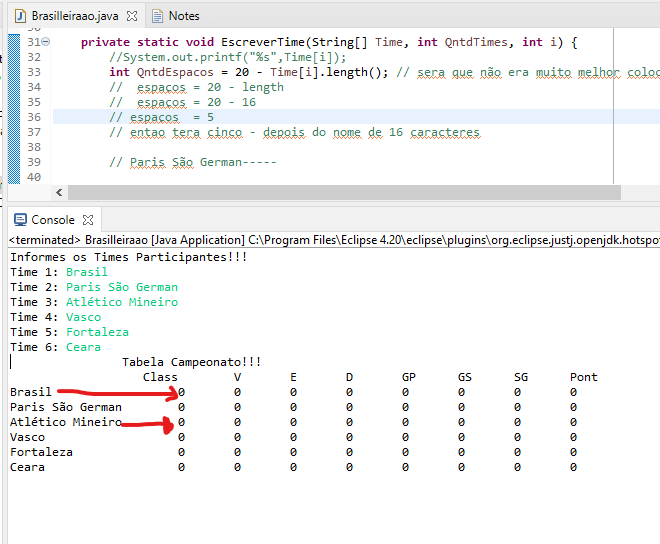 Brasilleiraao.java
Notes
31 private static void EscreverTime(String[] Time, int QntdTimes, int i) {
32 //System.out.printf("%s",Time[i]);
33 int QntdEspacos = 20 - Time[i].length(); // sera que não era muito melhor coloc
34 // espacos = 20 - length
35 // espacos = 20 - 16
36 // espacos = 5
37 // entao tera cinco - depois do nome de 16 caracteres
38
39 // Paris São German-----
40
Console
<terminated> Brasilleiraao [Java Application] C:\Program Files\Eclipse 4.20\eclipse\plugins\org.eclipse.justj.openjdk.hotspo
Informes os Times Participantes!!!
Time 1: Brasil
Time 2: Paris São German
Time 3: Atlético Mineiro
Time 4: Vasco
Time 5: Fortaleza
Time 6: Ceara
Tabela Campeonato!!!
Class V E D GP GS SG Pont
Brasil 0 0 0 0 0 0 0 0
Paris São German 0 0 0 0 0 0 0 0
Atlético Mineiro 0 0 0 0 0 0 0 0
Vasco 0 0 0 0 0 0 0 0
Fortaleza 0 0 0 0 0 0 0 0
Ceara 0 0 0 0 0 0 0 0